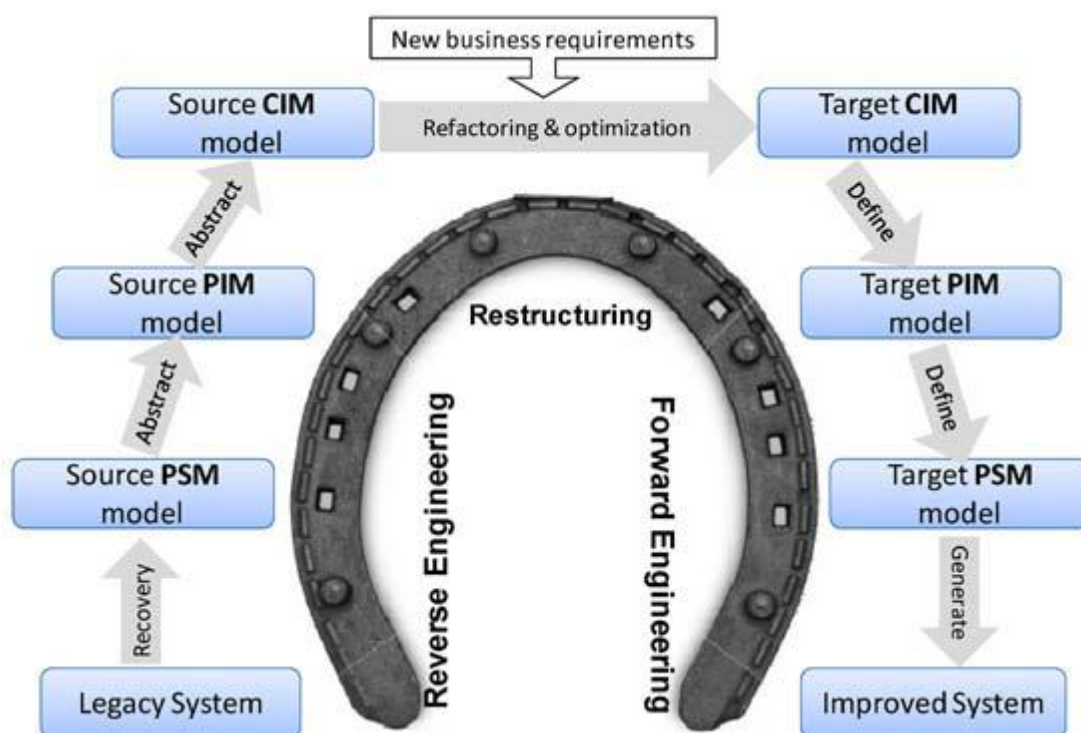 New business requirements
Source CIM
model
Refactoring & optimization
Target CIM
model
Abstract
Define
Source PIM
model
Restructuring
Target PIM
model
Abstract
Define
Reverse Engineering
Forward Engineering
Source PSM
model
Target PSM
model
Recovery
Generate
Legacy System
Improved System